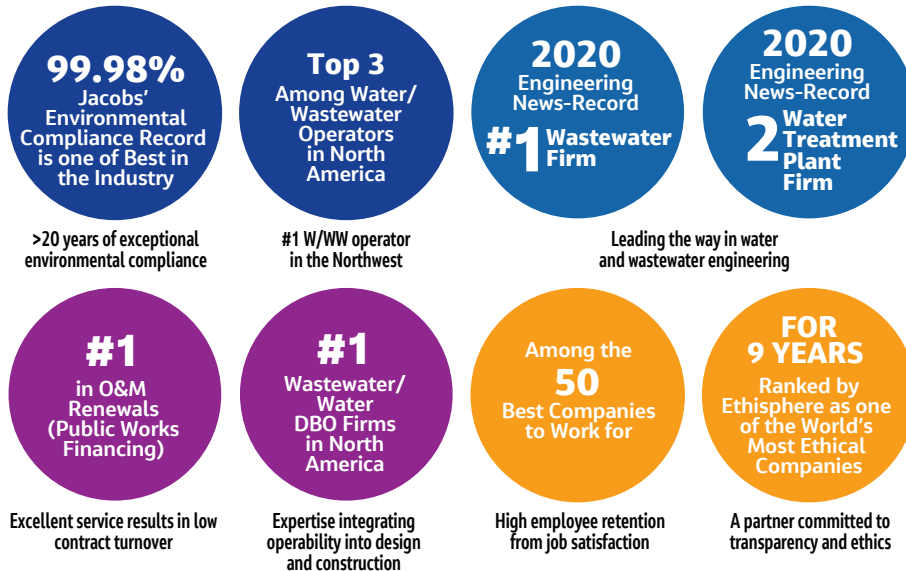 99.98%
Jacobs'
Environmental
Compliance Record
is one of Best in
the Industry
>20 years of exceptional
environmental compliance
Top 3
Among Water/
Wastewater
Operators
in North
America
#1 W/WW operator
in the Northwest
2020
Engineering
News-Record
#1 Wastewater
Firm
2020
Engineering
News-Record
2 Water
Treatment
Plant
Firm
Leading the way in water
and wastewater engineering
#1
in O&M
Renewals
(Public Works
Financing)
Excellent service results in low
contract turnover
#1
Wastewater/
Water
DBO Firms
in North
America
Expertise integrating
operability into design
and construction
Among the
50
Best Companies
to Work for
High employee retention
from job satisfaction
FOR
9 YEARS
Ranked by
Ethisphere as one
of the World's
Most Ethical
Companies
A partner committed to
transparency and ethics